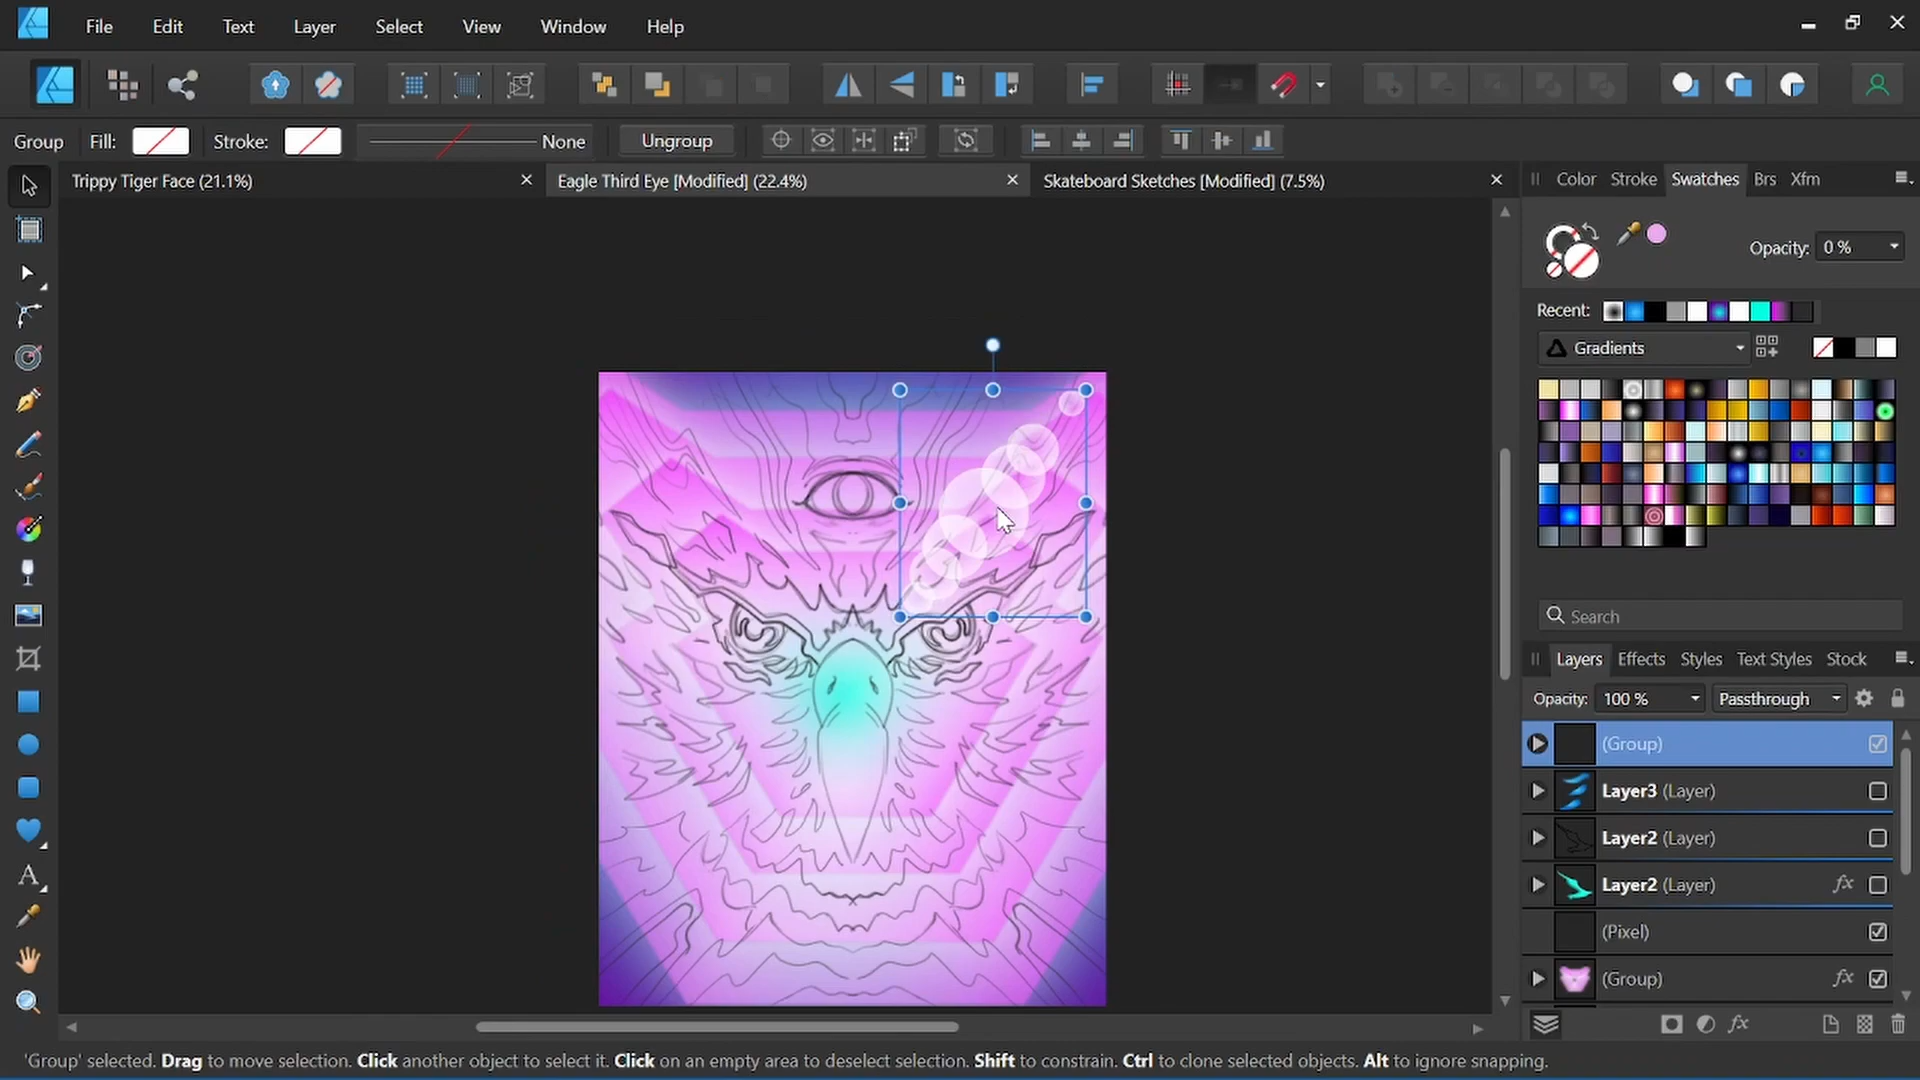 File Edit Text Layer Select View Window Help
Group Fill: Stroke: None Ungroup
Trippy Tiger Face (21.1%) Eagle Third Eye [Modified] (22.4%) Skateboard Sketches [Modified] (7.5%)
Color Stroke Swatches Brs Xfm
Opacity: 0 %
Recent:
Gradients
Search
Layers Effects Styles Text Styles Stock
Opacity: 100 % Passthrough
(Group)
Layer3 (Layer)
Layer2 (Layer)
Layer2 (Layer) fx
(Pixel)
(Group) fx
fx
'Group' selected. Drag to move selection. Click another object to select it. Click on an empty area to deselect selection. Shift to constrain. Ctrl to clone selected objects. Alt to ignore snapping.